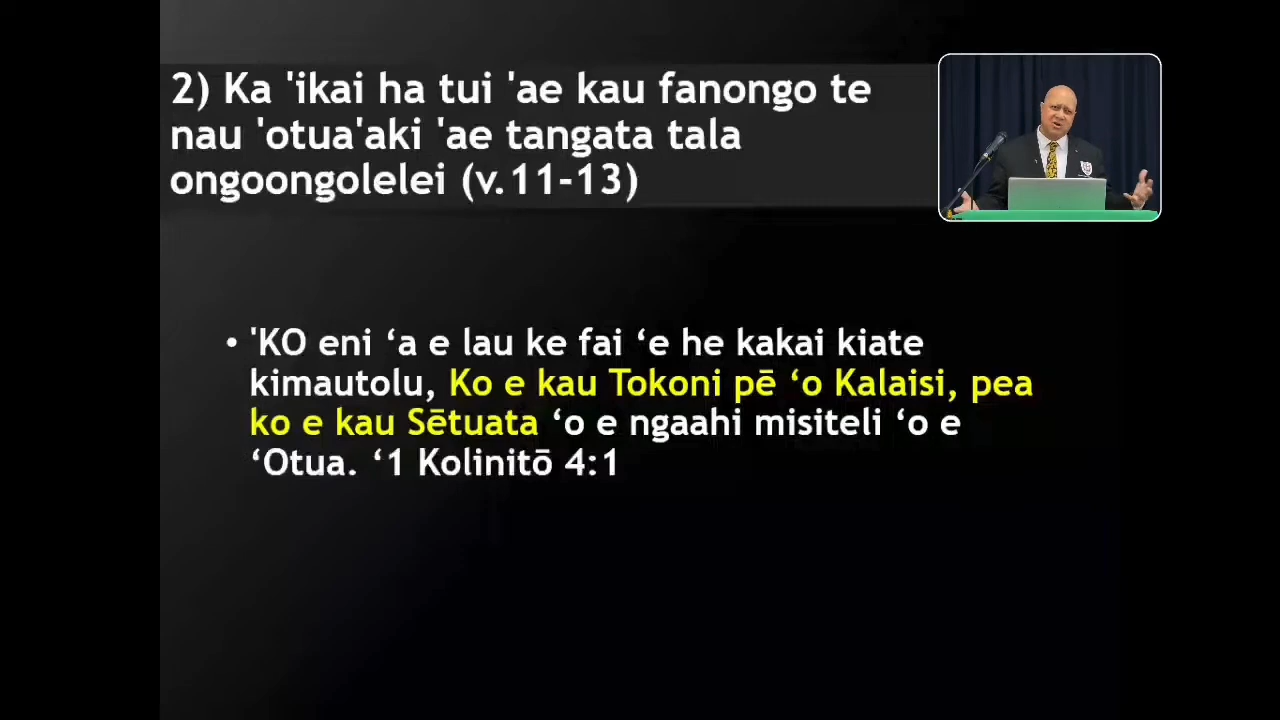 2) Ka 'ikai ha tui 'ae kau fanongo te
nau 'otua'aki 'ae tangata tala
ongoongolelei (v.11-13)
• 'KO eni ‘a e lau ke fai ‘e he kakai kiate
kimautolu, Ko e kau Tokoni pē ‘o Kalaisi, pea
ko e kau Sētuata ‘o e ngaahi misiteli ‘o e
‘Otua. ‘1 Kolinitō 4:1